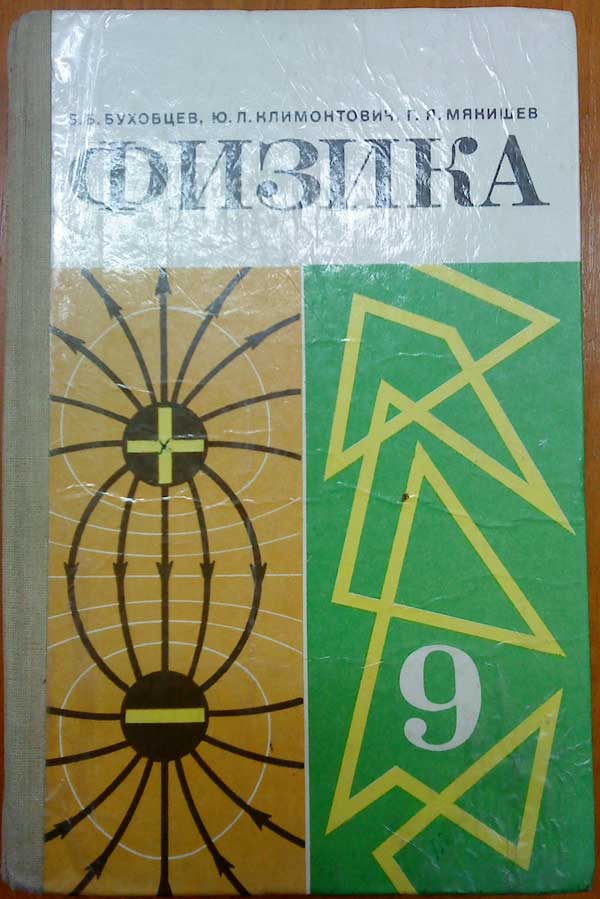 Б.Б.БУХОВЦЕВ, Ю.Л.КЛИМОНТОВИЧ, Г.Я.МЯКИШЕВ
ФИЗИКА
9